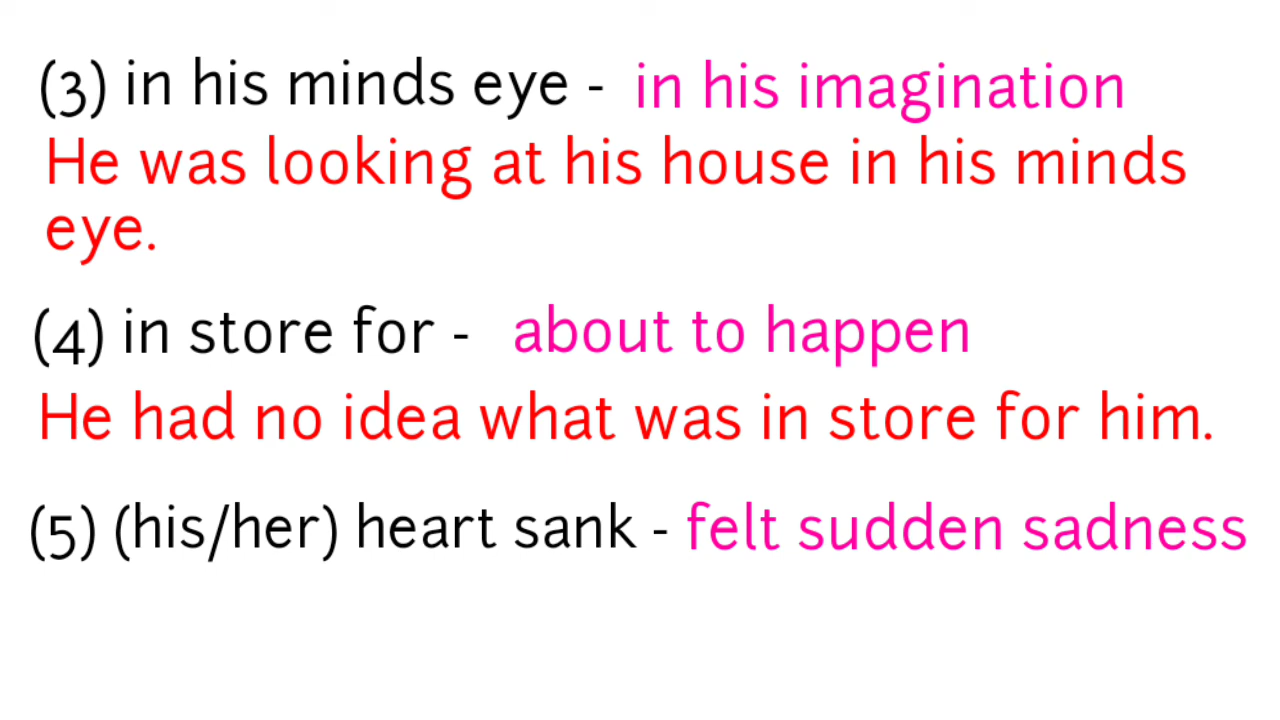 (3) in his minds eye - in his imagination
He was looking at his house in his minds
eye.
(4) in store for - about to happen
He had no idea what was in store for him.
(5) (his/her) heart sank - felt sudden sadness